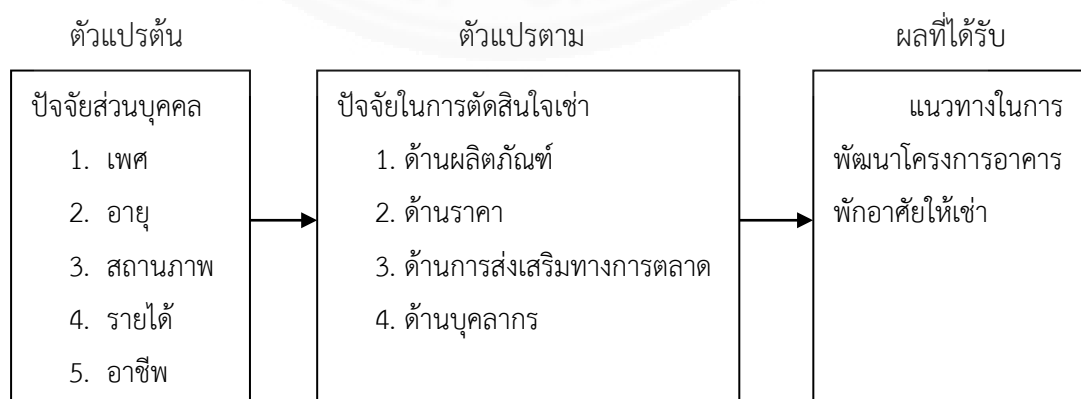 ตัวแปรต้น
ตัวแปรตาม
ผลที่ได้รับ
ปัจจัยส่วนบุคคล
1. เพศ
2. อายุ
3. สถานภาพ
4. รายได้
5. อาชีพ
ปัจจัยในการตัดสินใจเช่า
1. ด้านผลิตภัณฑ์
2. ด้านราคา
3. ด้านการส่งเสริมทางการตลาด
4. ด้านบุคลากร
แนวทางในการ
พัฒนาโครงการอาคาร
พักอาศัยให้เช่า